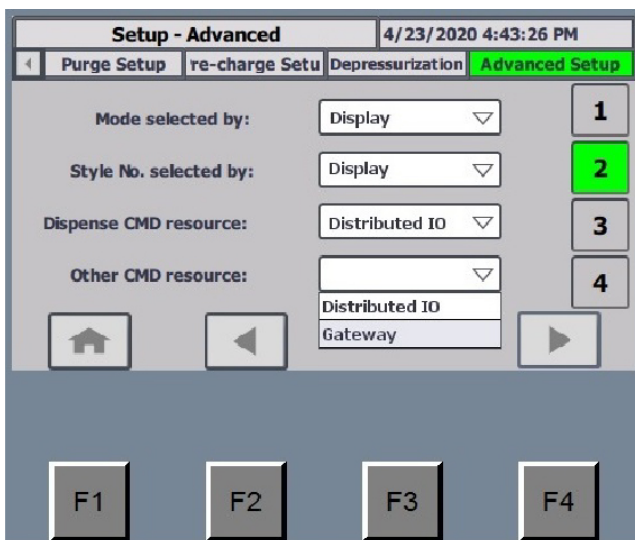 Setup - Advanced 4/23/2020 4:43:26 PM
Purge Setup re-charge Setu Depressurization Advanced Setup
Mode selected by: Display 1
Style No. selected by: Display 2
Dispense CMD resource: Distributed IO 3
Other CMD resource: 4
Distributed IO
Gateway
F1 F2 F3 F4